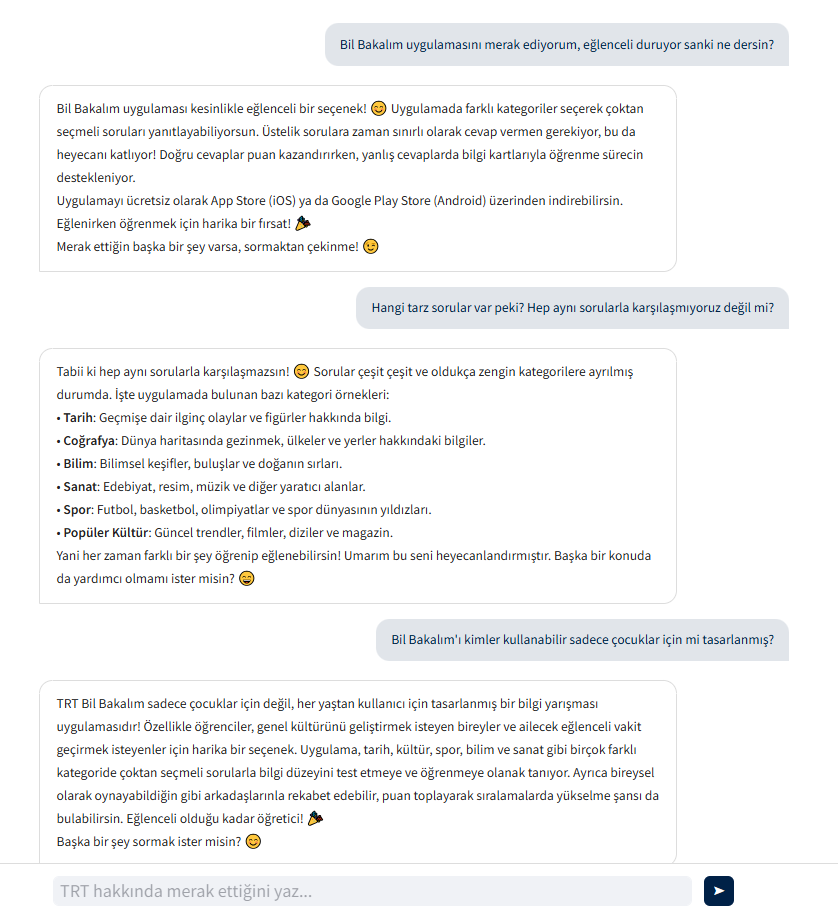 Bil Bakalım uygulamasını merak ediyorum, eğlenceli duruyor sanki ne dersin?
Bil Bakalım uygulaması kesinlikle eğlenceli bir seçenek! 😊 Uygulamada farklı kategoriler seçerek çoktan
seçmeli soruları yanıtlayabiliyorsun. Üstelik sorulara zaman sınırlı olarak cevap vermen gerekiyor, bu da
heyecanı katlıyor! Doğru cevaplar puan kazandırırken, yanlış cevaplarda bilgi kartlarıyla öğrenme sürecin
destekleniyor.
Uygulamayı ücretsiz olarak App Store (iOS) ya da Google Play Store (Android) üzerinden indirebilirsin.
Eğlenirken öğrenmek için harika bir fırsat! 🎉
Merak ettiğin başka bir şey varsa, sormaktan çekinme! 😉
Hangi tarz sorular var peki? Hep aynı sorularla karşılaşmıyoruz değil mi?
Tabii ki hep aynı sorularla karşılaşmazsın! 😊 Sorular çeşit çeşit ve oldukça zengin kategorilere ayrılmış
durumda. İşte uygulamada bulunan bazı kategori örnekleri:
• Tarih: Geçmişe dair ilginç olaylar ve figürler hakkında bilgi.
• Coğrafya: Dünya haritasında gezinmek, ülkeler ve yerler hakkındaki bilgiler.
• Bilim: Bilimsel keşifler, buluşlar ve doğanın sırları.
• Sanat: Edebiyat, resim, müzik ve diğer yaratıcı alanlar.
• Spor: Futbol, basketbol, olimpiyatlar ve spor dünyasının yıldızları.
• Popüler Kültür: Güncel trendler, filmler, diziler ve magazin.
Yani her zaman farklı bir şey öğrenip eğlenebilirsin! Umarım bu seni heyecanlandırmıştır. Başka bir konuda
da yardımcı olmamı ister misin? 😄
Bil Bakalım'ı kimler kullanabilir sadece çocuklar için mi tasarlanmış?
TRT Bil Bakalım sadece çocuklar için değil, her yaştan kullanıcı için tasarlanmış bir bilgi yarışması
uygulamasıdır! Özellikle öğrenciler, genel kültürünü geliştirmek isteyen bireyler ve ailecek eğlenceli vakit
geçirmek isteyenler için harika bir seçenek. Uygulama, tarih, kültür, spor, bilim ve sanat gibi birçok farklı
kategoride çoktan seçmeli sorularla bilgi düzeyini test etmeye ve öğrenmeye olanak tanıyor. Ayrıca bireysel
olarak oynayabildiğin gibi arkadaşlarınla rekabet edebilir, puan toplayarak sıralamalarda yükselme şansı da
bulabilirsin. Eğlenceli olduğu kadar öğretici! 🎉
Başka bir şey sormak ister misin? 😊
TRT hakkında merak ettiğini yaz...